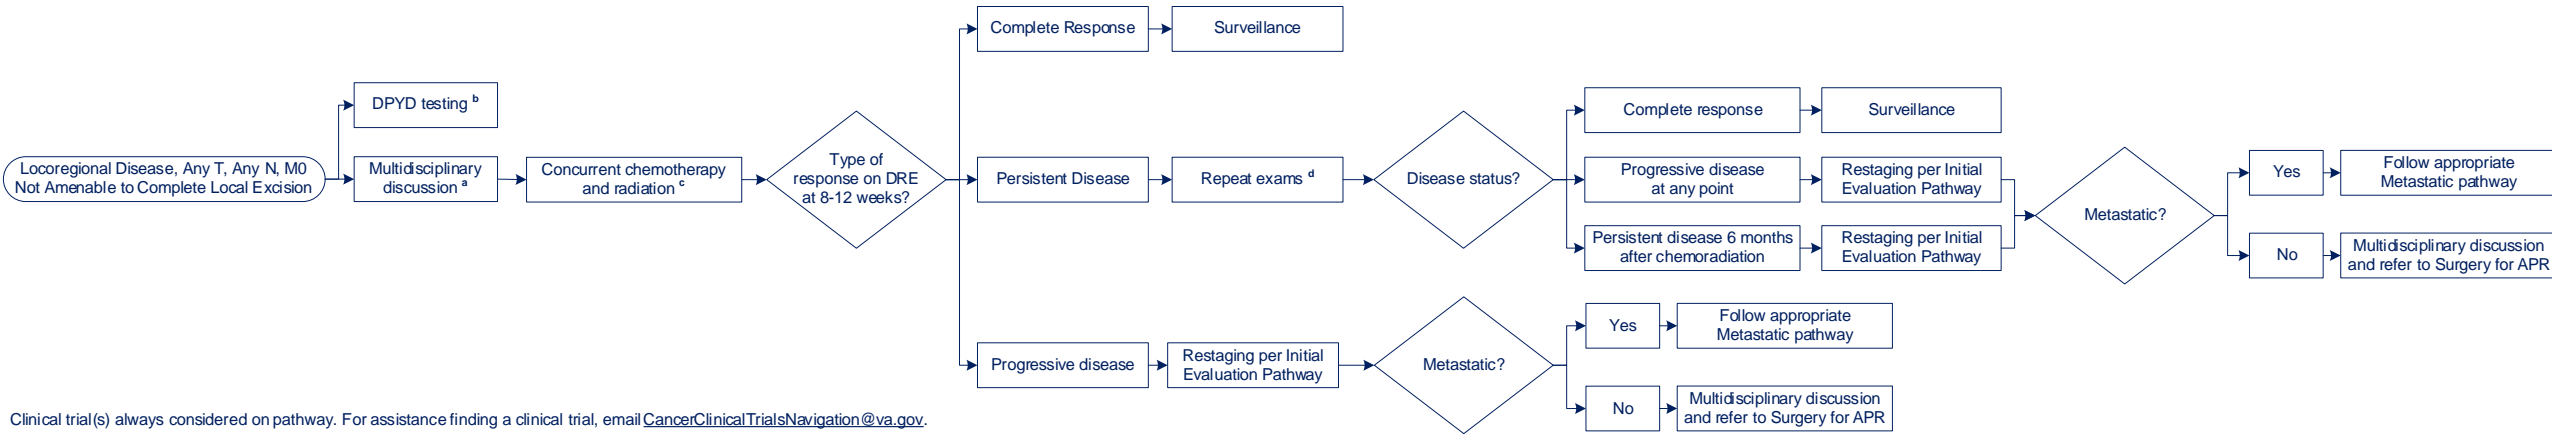 Locoregional Disease, Any T, Any N, M0
Not Amenable to Complete Local Excision
DPYD testing b
Multidisciplinary
discussion a
Concurrent chemotherapy
and radiation c
Type of
response on DRE
at 8-12 weeks?
Complete Response
Surveillance
Persistent Disease
Repeat exams d
Disease status?
Complete response
Surveillance
Progressive disease
at any point
Restaging per Initial
Evaluation Pathway
Persistent disease 6 months
after chemoradiation
Restaging per Initial
Evaluation Pathway
Metastatic?
Yes
Follow appropriate
Metastatic pathway
No
Multidisciplinary discussion
and refer to Surgery for APR
Progressive disease
Restaging per Initial
Evaluation Pathway
Metastatic?
Yes
Follow appropriate
Metastatic pathway
No
Multidisciplinary discussion
and refer to Surgery for APR
Clinical trial(s) always considered on pathway. For assistance finding a clinical trial, email CancerClinicalTrialsNavigation@va.gov.